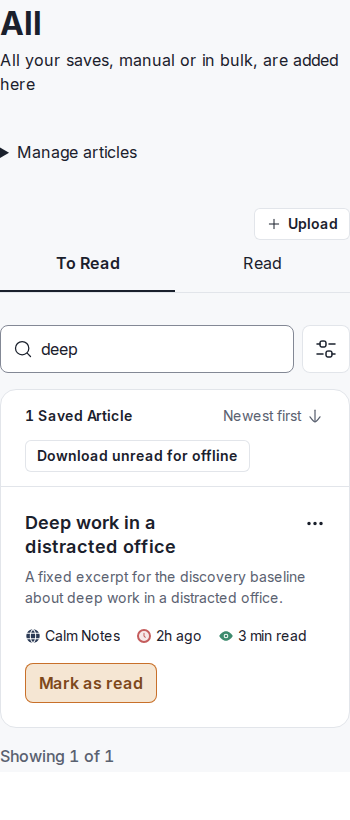 All
All your saves, manual or in bulk, are added
here
Manage articles
Upload
To Read
Read
deep
1 Saved Article
Newest first
Download unread for offline
Deep work in a
distracted office
A fixed excerpt for the discovery baseline
about deep work in a distracted office.
Calm Notes 2h ago 3 min read
Mark as read
Showing 1 of 1